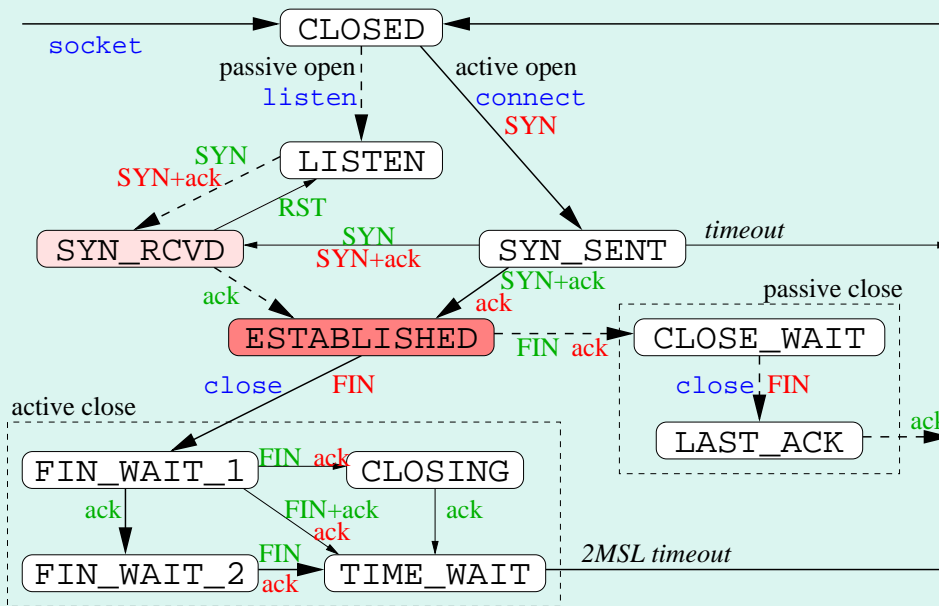 CLOSED
socket
passive open
active open
listen
connect
SYN
LISTEN
SYN
SYN+ack
RST
SYN_RCVD
SYN
SYN+ack
SYN_SENT
timeout
ack
SYN+ack
ack
passive close
ESTABLISHED
FIN ack
CLOSE_WAIT
close FIN
close FIN
active close
LAST_ACK
ack
FIN_WAIT_1
FIN ack
CLOSING
ack
FIN+ack
ack
ack
FIN_WAIT_2
FIN
ack
TIME_WAIT
2MSL timeout